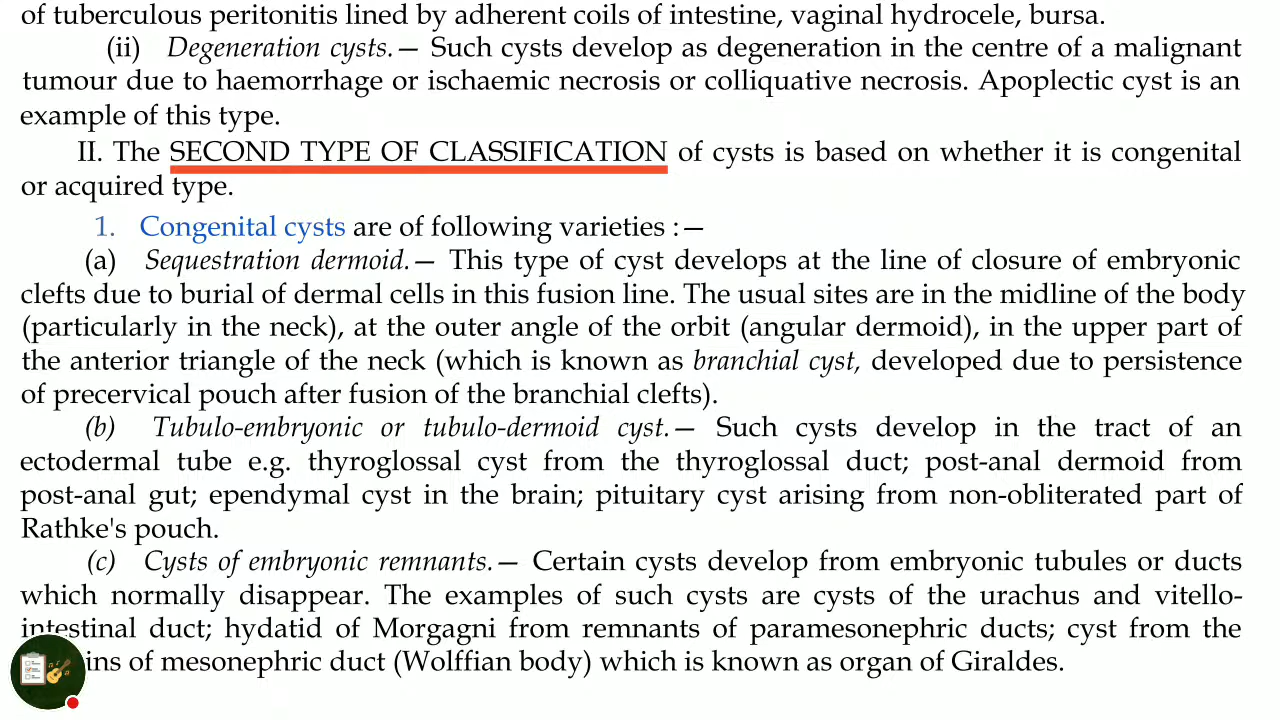 of tuberculous peritonitis lined by adherent coils of intestine, vaginal hydrocele, bursa.
(ii) Degeneration cysts.— Such cysts develop as degeneration in the centre of a malignant
tumour due to haemorrhage or ischaemic necrosis or colliquative necrosis. Apoplectic cyst is an
example of this type.
II. The SECOND TYPE OF CLASSIFICATION of cysts is based on whether it is congenital
or acquired type.
1. Congenital cysts are of following varieties :—
(a) Sequestration dermoid.— This type of cyst develops at the line of closure of embryonic
clefts due to burial of dermal cells in this fusion line. The usual sites are in the midline of the body
(particularly in the neck), at the outer angle of the orbit (angular dermoid), in the upper part of
the anterior triangle of the neck (which is known as branchial cyst, developed due to persistence
of precervical pouch after fusion of the branchial clefts).
(b) Tubulo-embryonic or tubulo-dermoid cyst.— Such cysts develop in the tract of an
ectodermal tube e.g. thyroglossal cyst from the thyroglossal duct; post-anal dermoid from
post-anal gut; ependymal cyst in the brain; pituitary cyst arising from non-obliterated part of
Rathke's pouch.
(c) Cysts of embryonic remnants.— Certain cysts develop from embryonic tubules or ducts
which normally disappear. The examples of such cysts are cysts of the urachus and vitello-
intestinal duct; hydatid of Morgagni from remnants of paramesonephric ducts; cyst from the
of mesonephric duct (Wolffian body) which is known as organ of Giraldes.